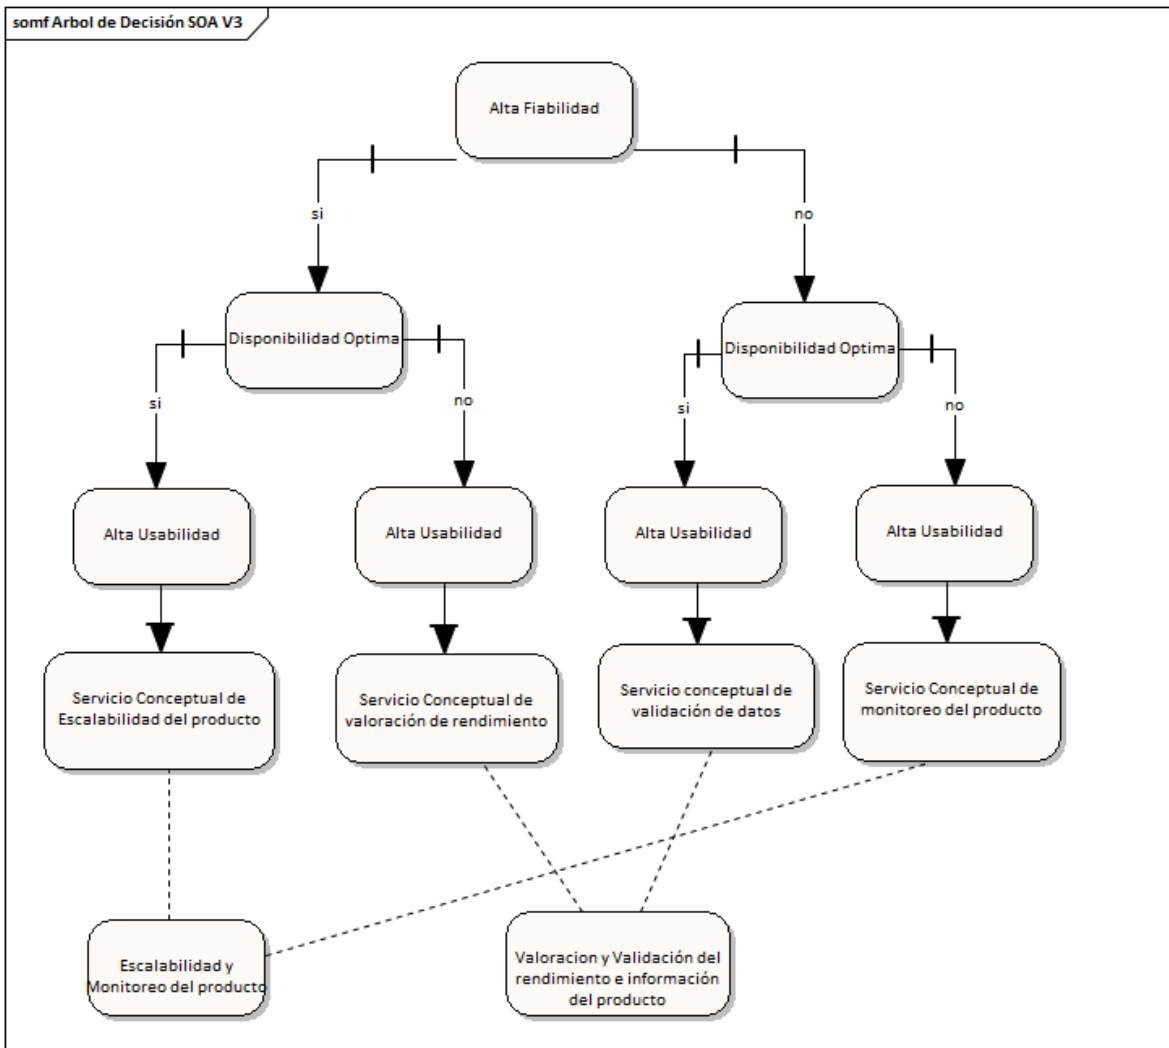 somf Arbol de Decisión SOA V3
Alta Fiabilidad
si
no
Disponibilidad Optima
Disponibilidad Optima
si
no
si
no
Alta Usabilidad
Alta Usabilidad
Alta Usabilidad
Alta Usabilidad
Servicio Conceptual de
Escalabilidad del producto
Servicio Conceptual de
valoración de rendimiento
Servicio conceptual de
validación de datos
Servicio Conceptual de
monitoreo del producto
Escalabilidad y
Monitoreo del producto
Valoracion y Validación del
rendimiento e información
del producto